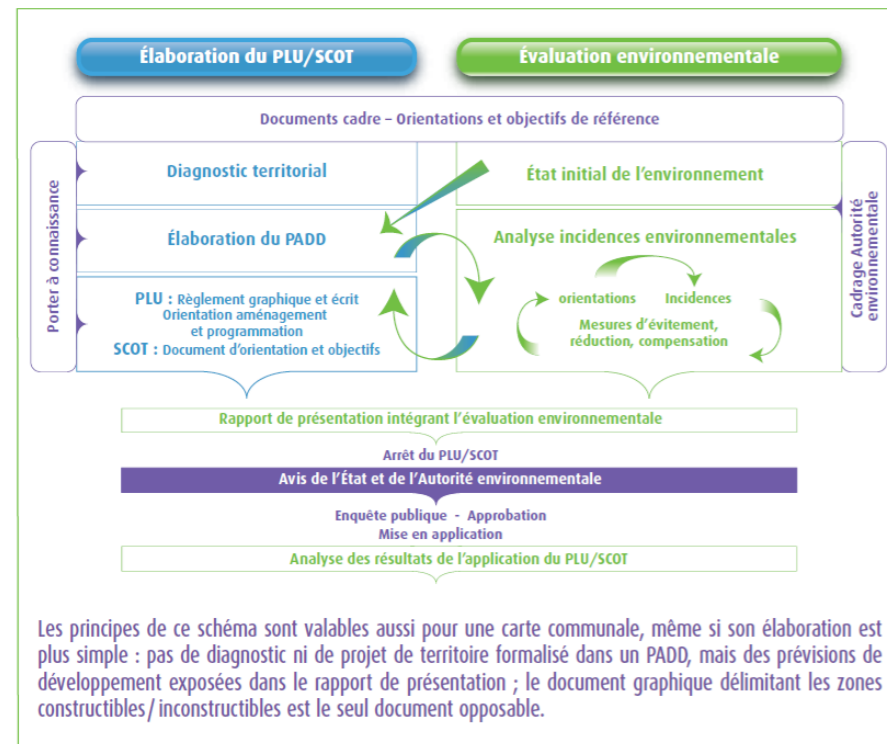 Élaboration du PLU/SCOT
Évaluation environnementale
Documents cadre – Orientations et objectifs de référence
Porter à connaissance
Diagnostic territorial
Élaboration du PADD
PLU : Règlement graphique et écrit
Orientation aménagement
et programmation
SCOT : Document d'orientation et objectifs
État initial de l'environnement
Analyse incidences environnementales
orientations
Incidences
Mesures d'évitement,
réduction, compensation
Cadrage Autorité
environnementale
Rapport de présentation intégrant l'évaluation environnementale
Arrêt du PLU/SCOT
Avis de l'État et de l'Autorité environnementale
Enquête publique - Approbation
Mise en application
Analyse des résultats de l'application du PLU/SCOT
Les principes de ce schéma sont valables aussi pour une carte communale, même si son élaboration est
plus simple : pas de diagnostic ni de projet de territoire formalisé dans un PADD, mais des prévisions de
développement exposées dans le rapport de présentation ; le document graphique délimitant les zones
constructibles/inconstructibles est le seul document opposable.